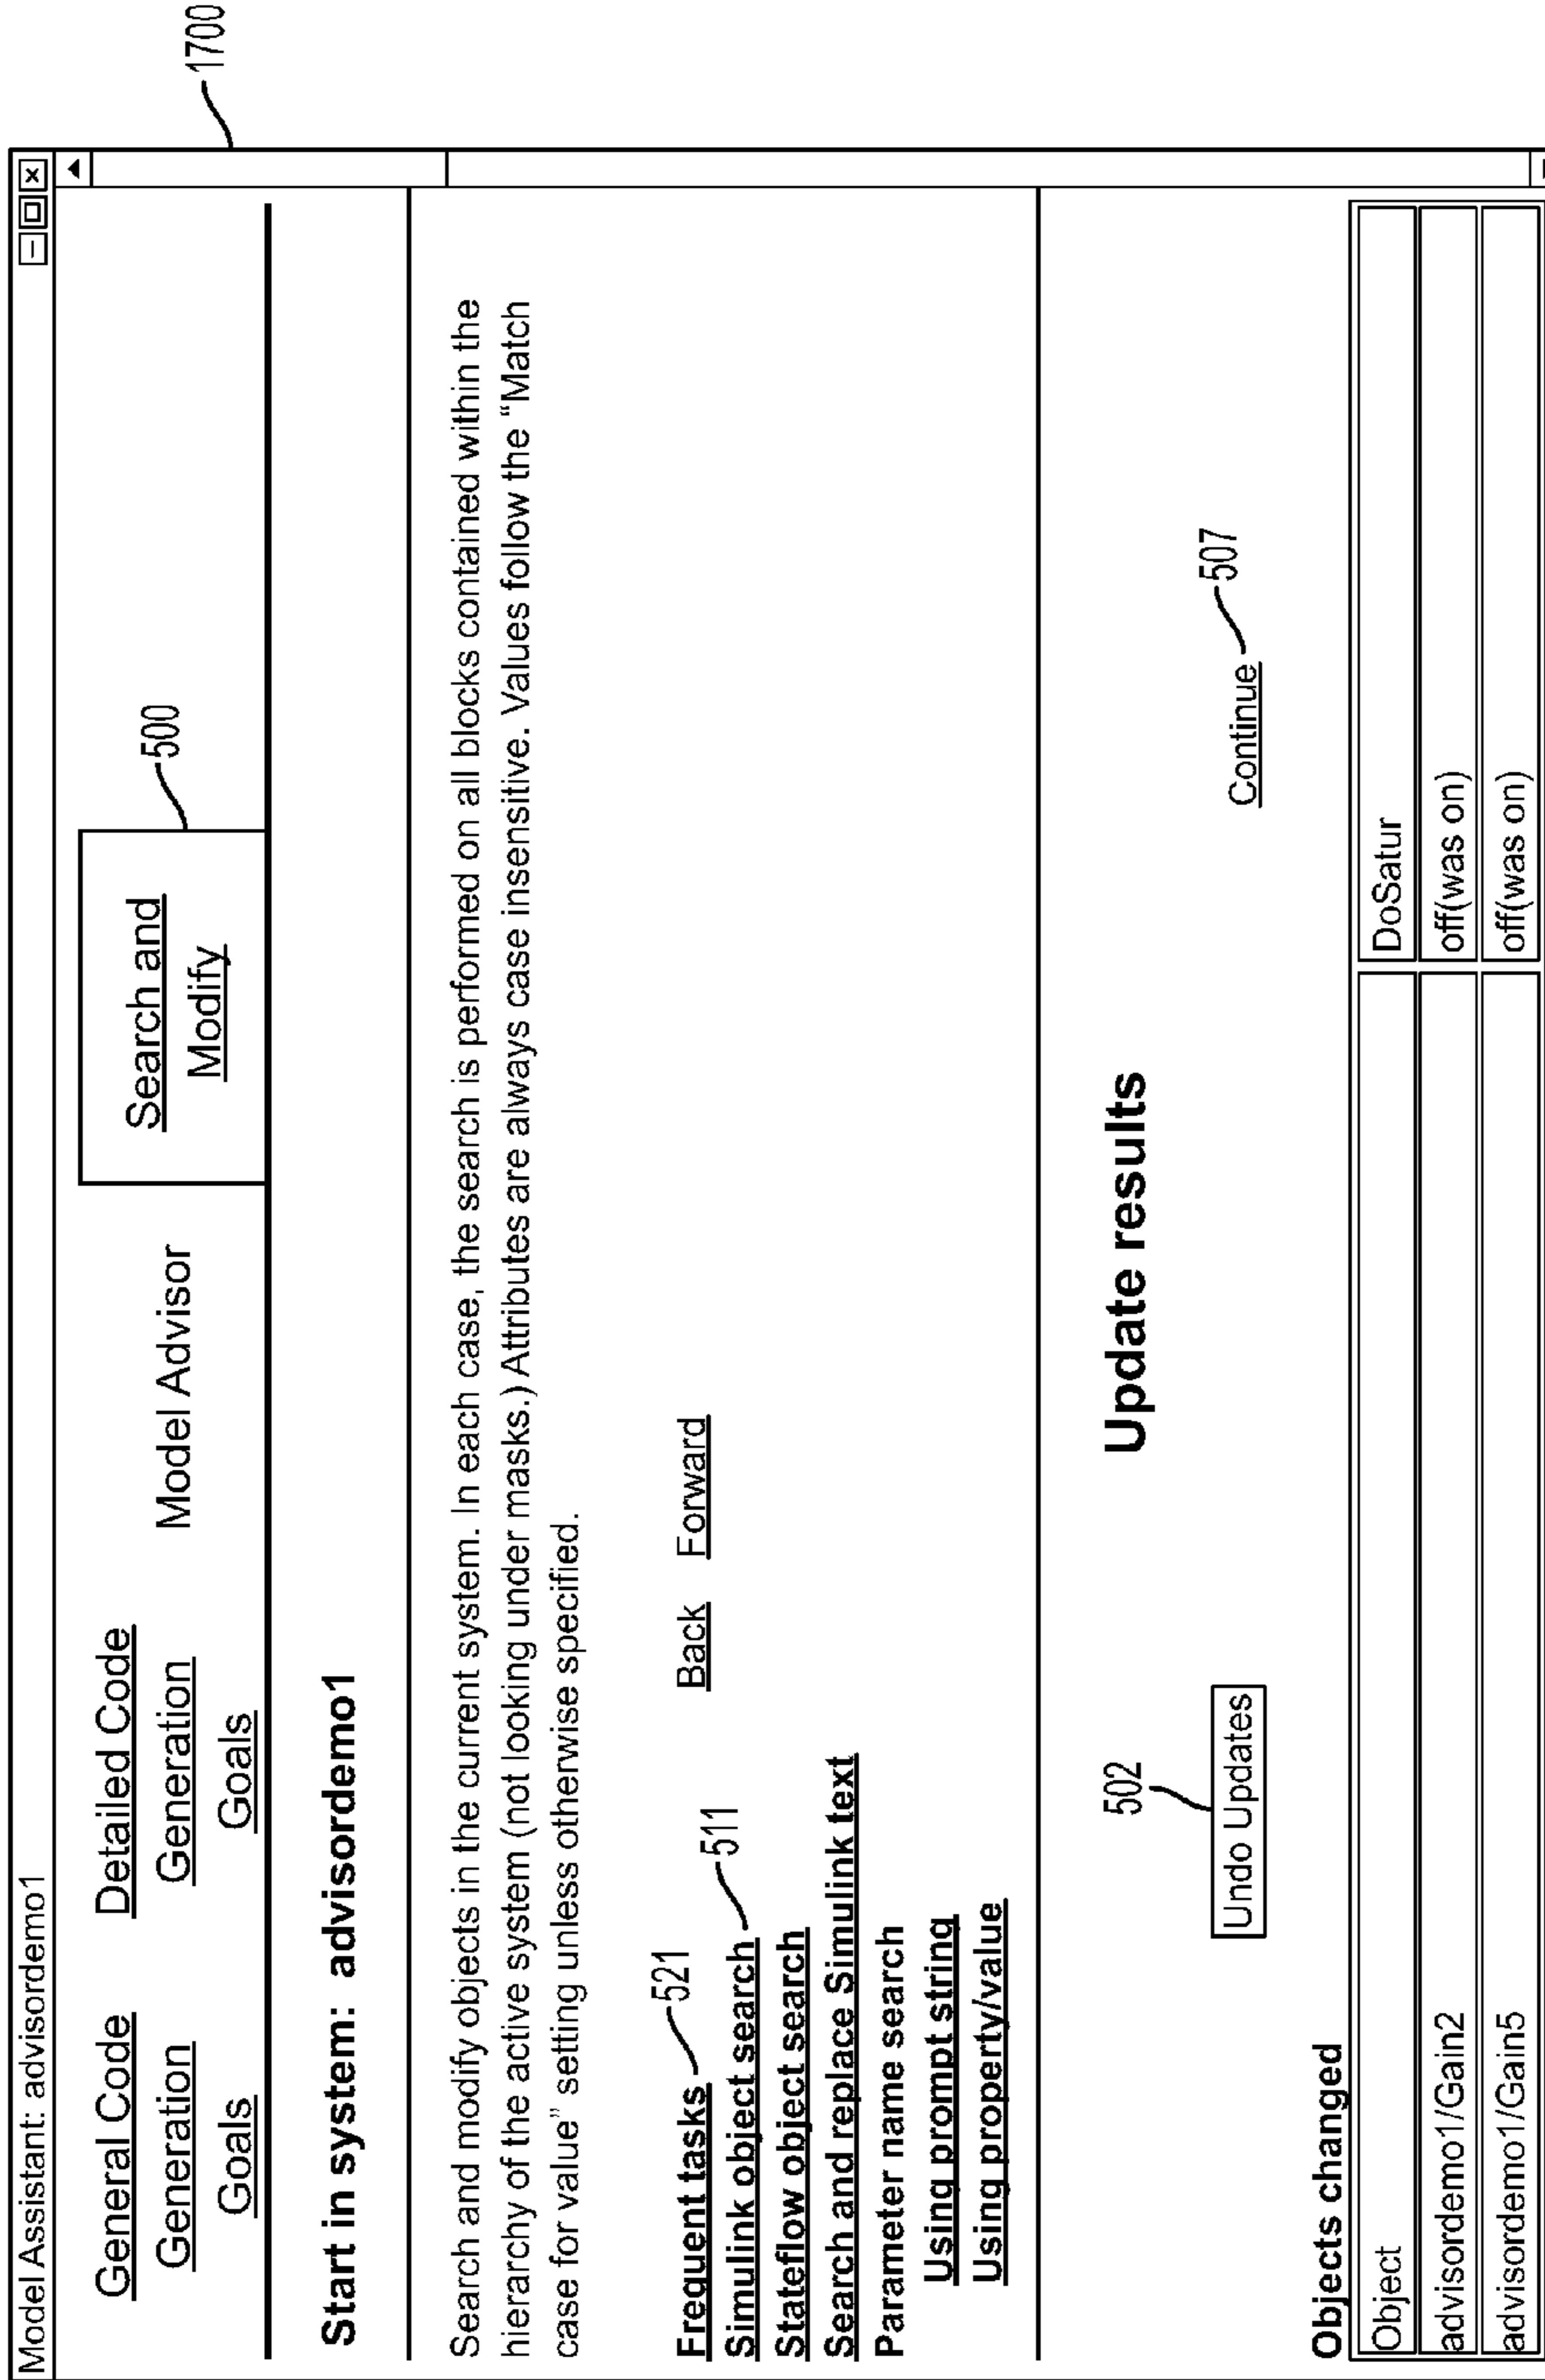 Model Assistant: advisordemo1
1700
General Code
Generation
Goals
Detailed Code
Generation
Goals
Model Advisor
Search and
Modify
500
Start in system: advisordemo1
Search and modify objects in the current system. In each case, the search is performed on all blocks contained within the
hierarchy of the active system (not looking under masks.) Attributes are always case insensitive. Values follow the “Match
case for value” setting unless otherwise specified.
Frequent tasks
521
Back
Forward
Simulink object search
511
Stateflow object search
Search and replace Simulink text
Parameter name search
Using prompt string
Using property/value
Update results
502
Undo Updates
Continue
507
Objects changed
Object
DoSatur
advisordemo1/Gain2
off(was on)
advisordemo1/Gain5
off(was on)